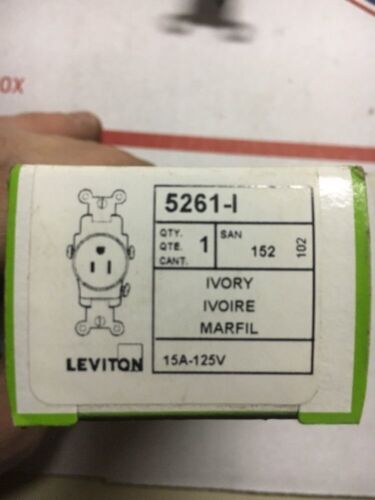 OX
5261-I
QTY.
QTE.
CANT.
1
SAN
152
102
IVORY
IVOIRE
MARFIL
LEVITON
15A-125V